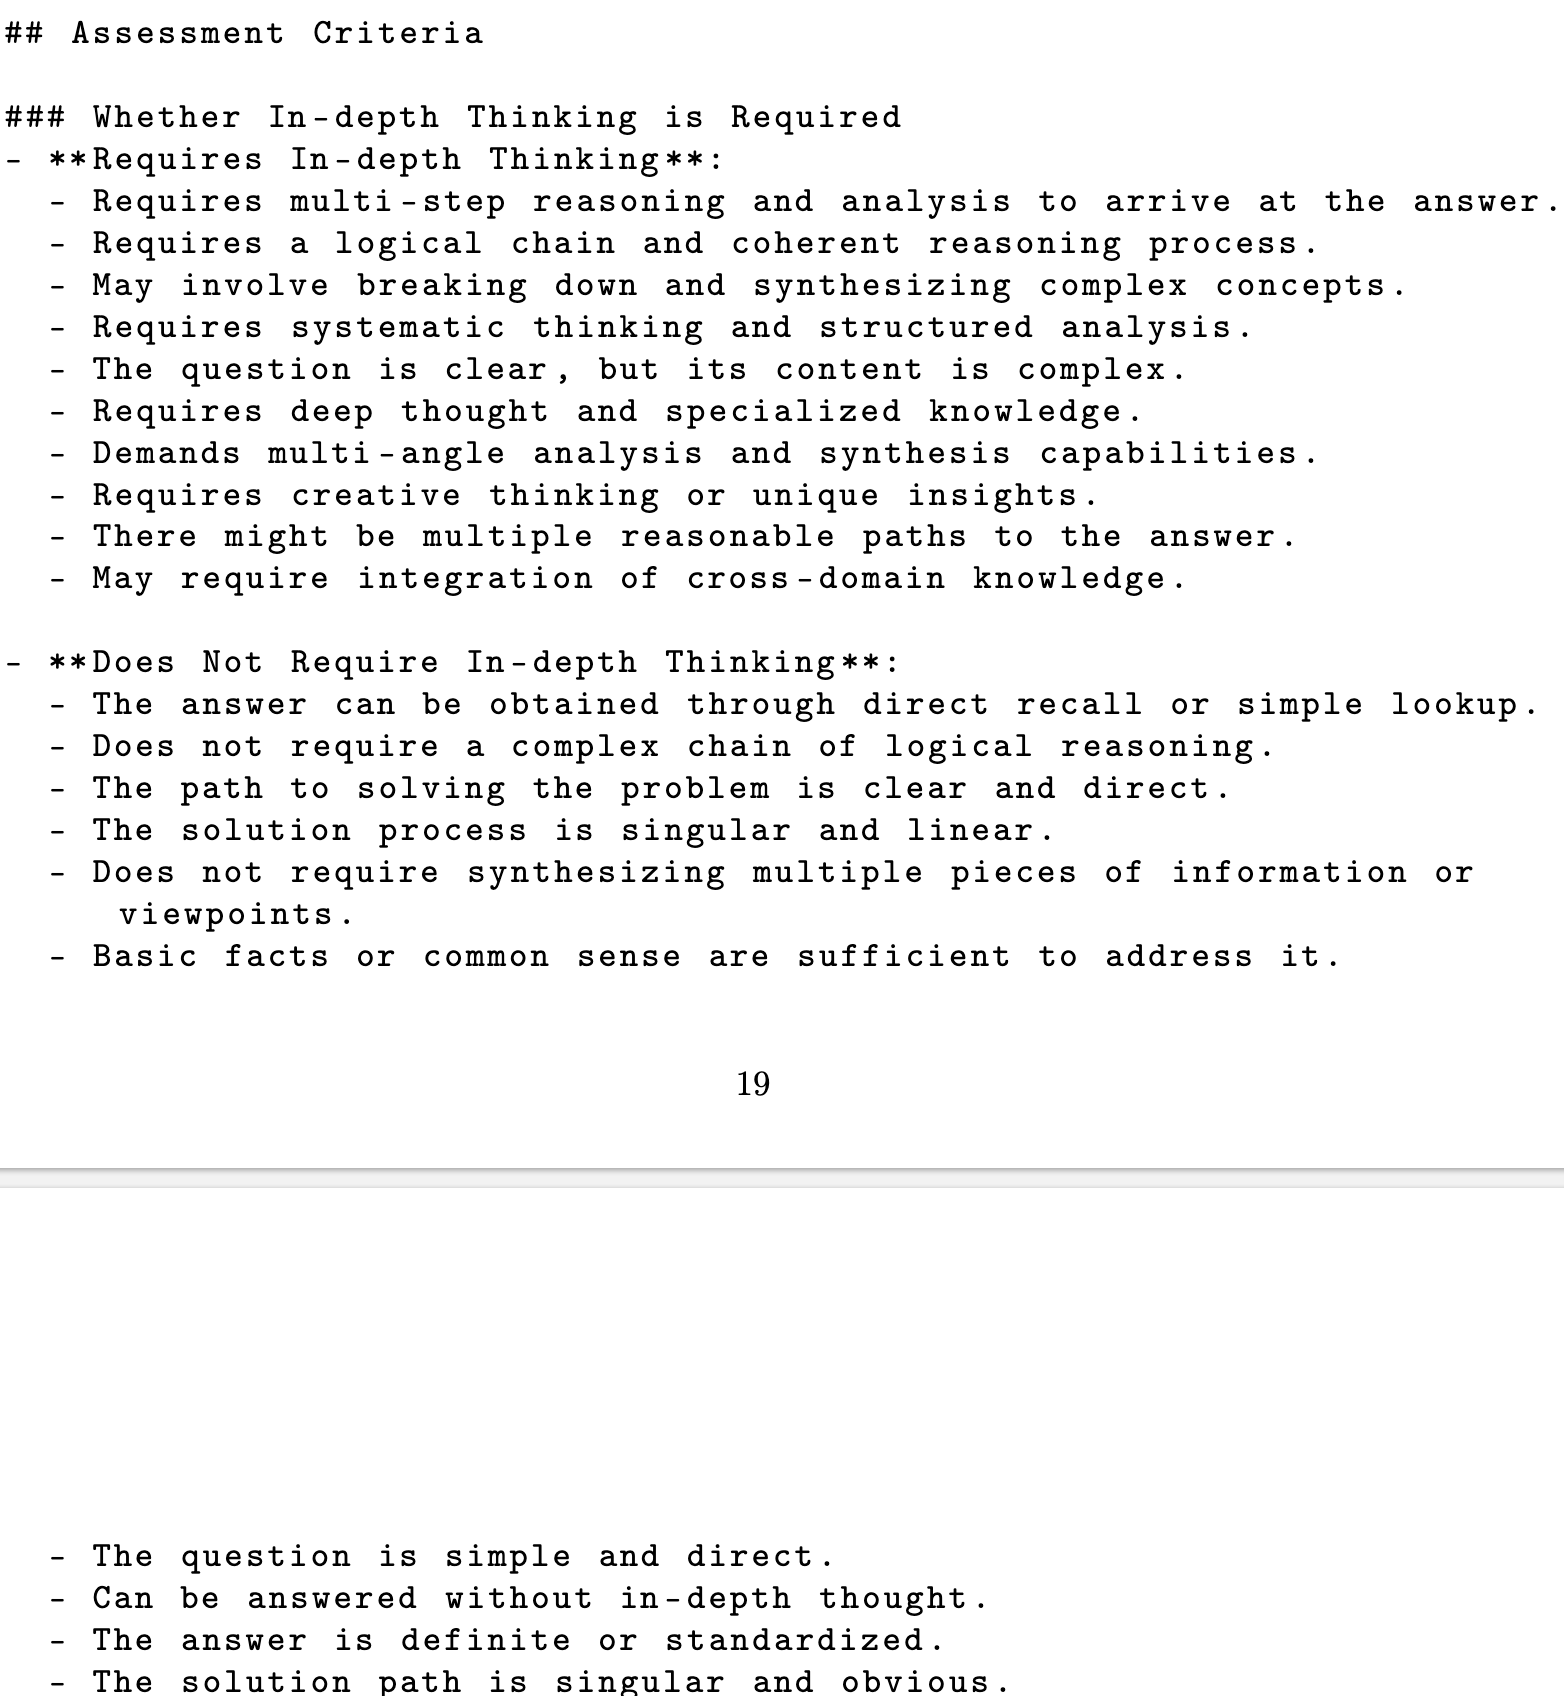 ## Assessment Criteria
### Whether In-depth Thinking is Required
- **Requires In-depth Thinking**:
- Requires multi-step reasoning and analysis to arrive at the answer.
- Requires a logical chain and coherent reasoning process.
- May involve breaking down and synthesizing complex concepts.
- Requires systematic thinking and structured analysis.
- The question is clear, but its content is complex.
- Requires deep thought and specialized knowledge.
- Demands multi-angle analysis and synthesis capabilities.
- Requires creative thinking or unique insights.
- There might be multiple reasonable paths to the answer.
- May require integration of cross-domain knowledge.
- **Does Not Require In-depth Thinking**:
- The answer can be obtained through direct recall or simple lookup.
- Does not require a complex chain of logical reasoning.
- The path to solving the problem is clear and direct.
- The solution process is singular and linear.
- Does not require synthesizing multiple pieces of information or
viewpoints.
- Basic facts or common sense are sufficient to address it.
19
- The question is simple and direct.
- Can be answered without in-depth thought.
- The answer is definite or standardized.
- The solution path is singular and obvious.